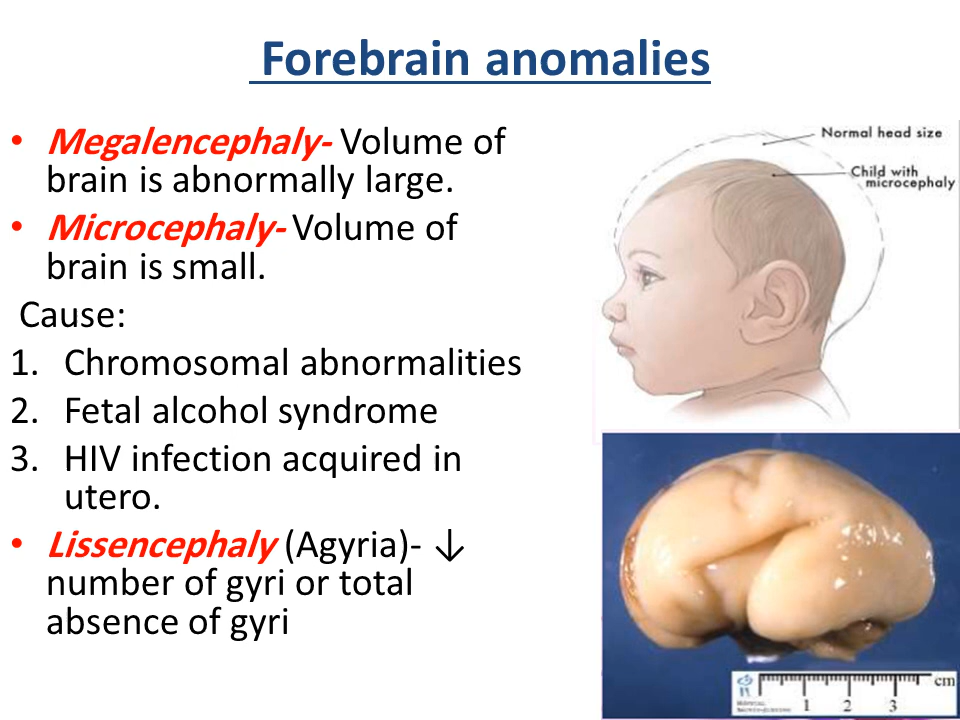 Forebrain anomalies
• Megalencephaly- Volume of
brain is abnormally large.
• Microcephaly- Volume of
brain is small.
Cause:
1. Chromosomal abnormalities
2. Fetal alcohol syndrome
3. HIV infection acquired in
utero.
• Lissencephaly (Agyria)- ↓
number of gyri or total
absence of gyri
Normal head size
Child with
microcephaly
cm
1 2 3